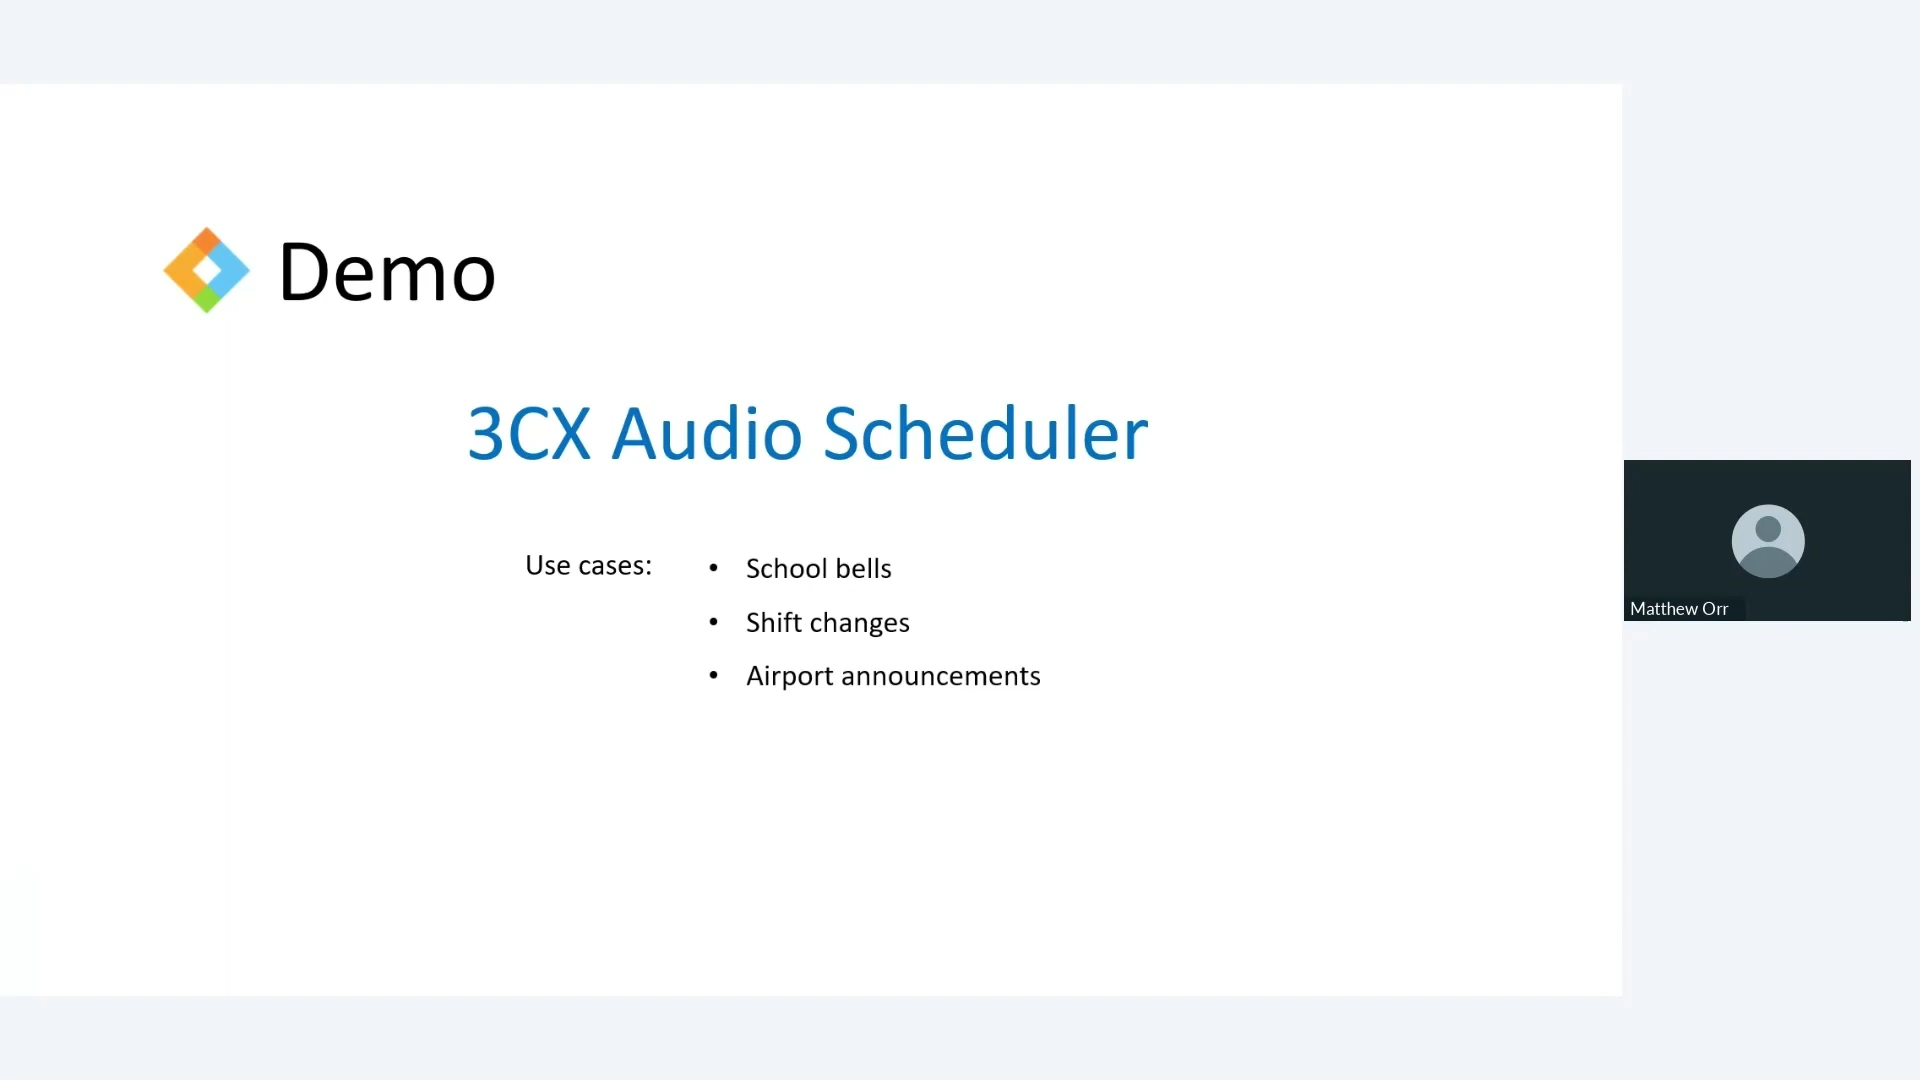 Demo
3CX Audio Scheduler
Use cases:
• School bells
• Shift changes
• Airport announcements
Matthew Orr